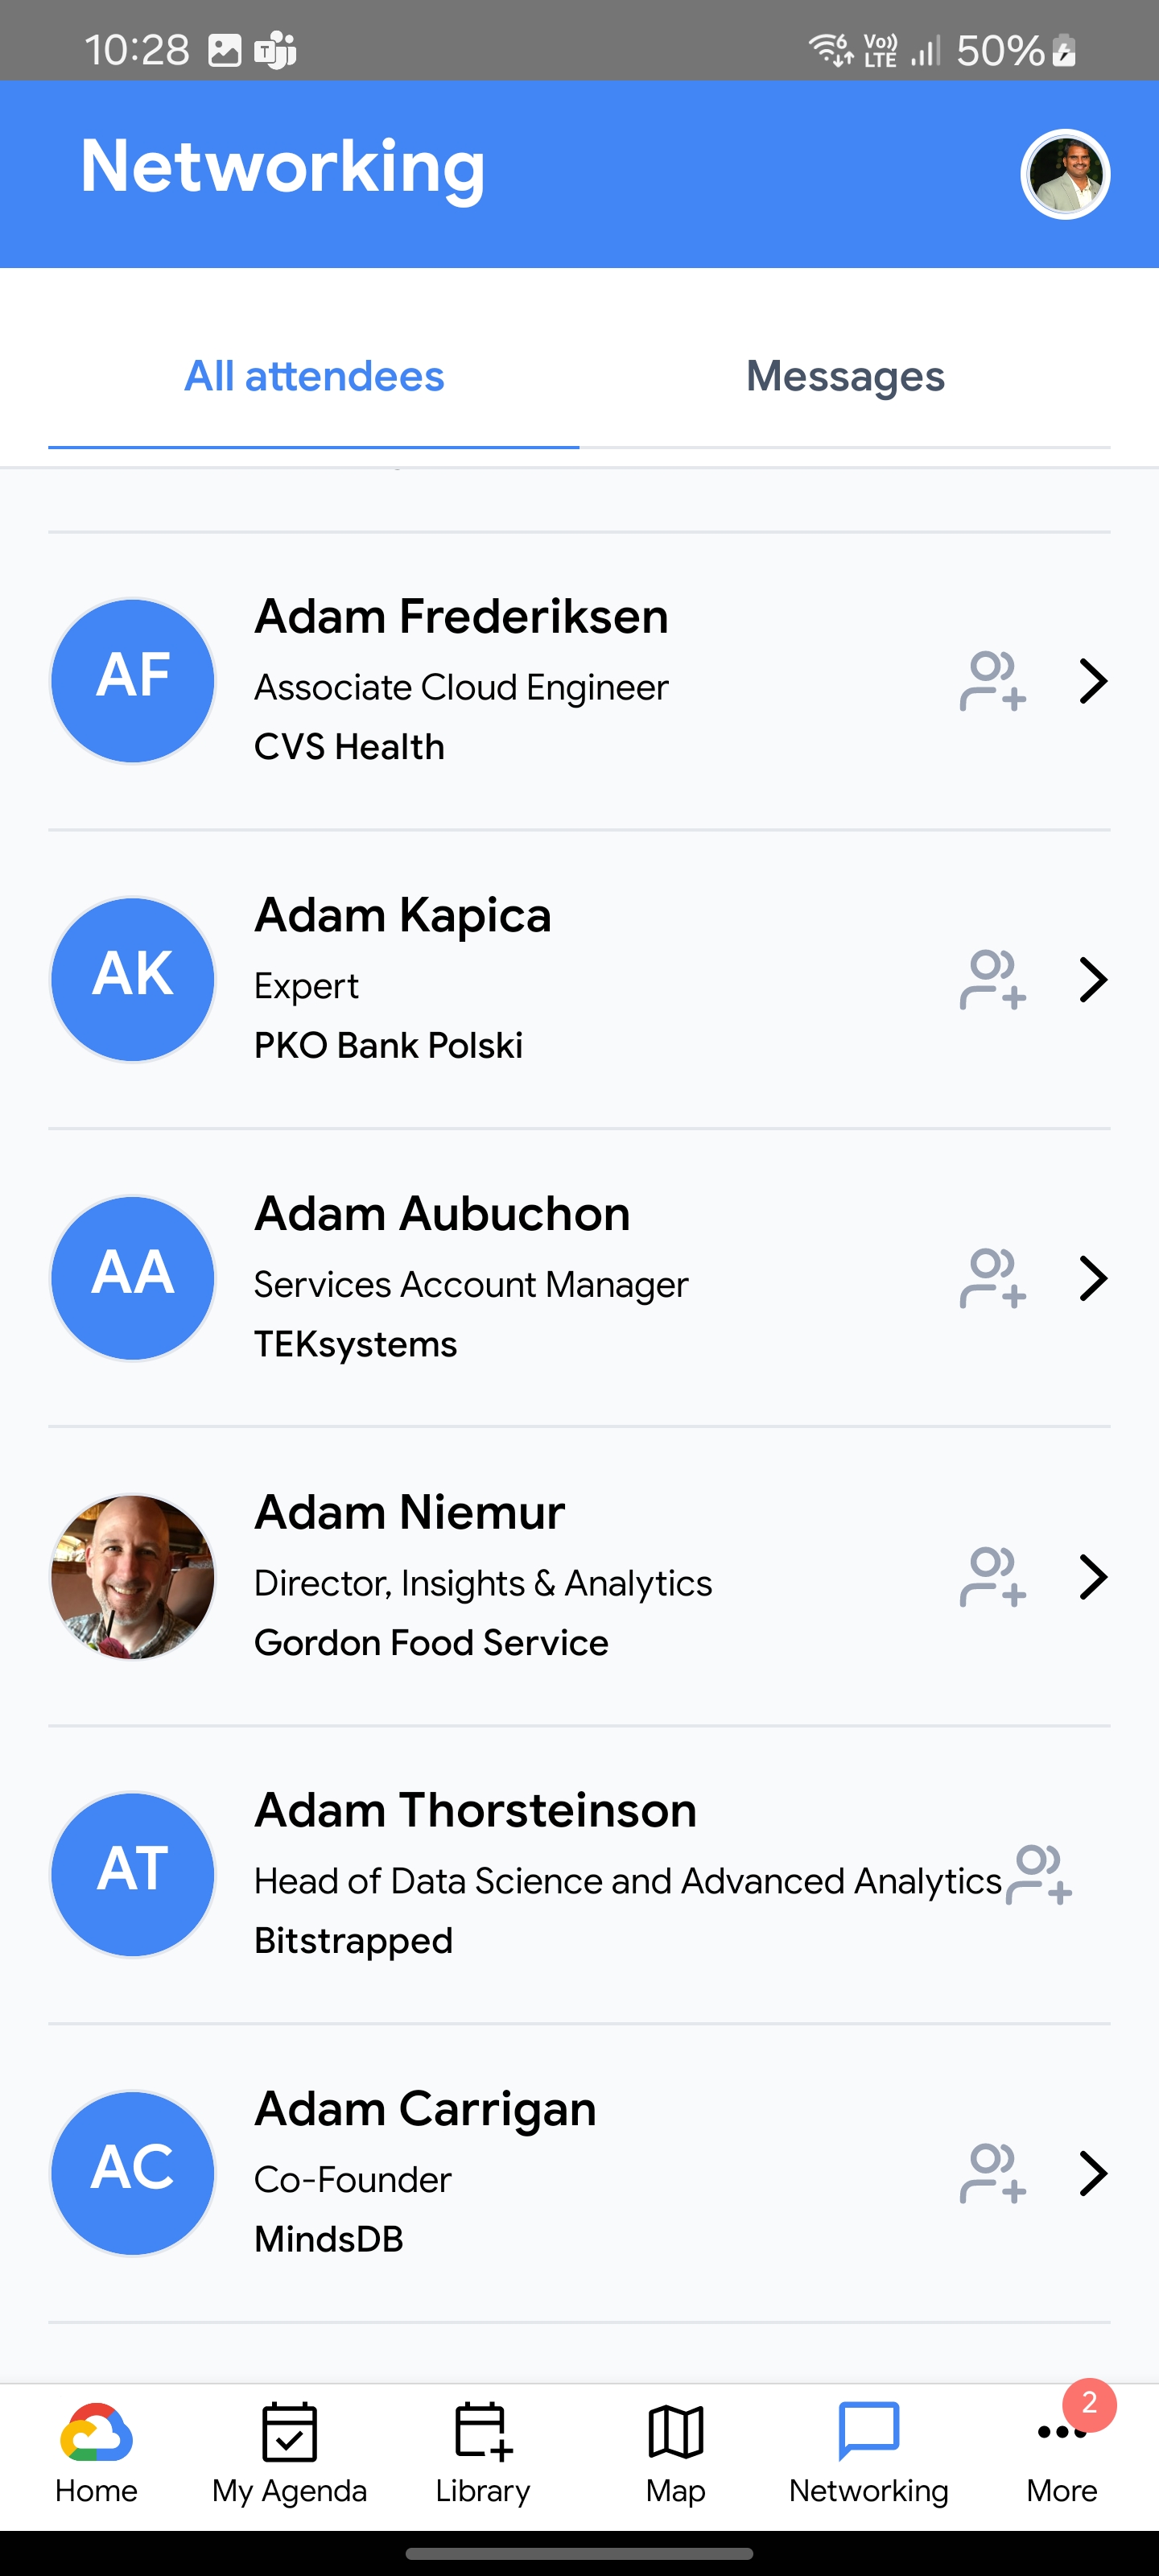 10:28
6 Vo)) LTE 50%
Networking
All attendees Messages
AF
Adam Frederiksen
Associate Cloud Engineer
CVS Health
AK
Adam Kapica
Expert
PKO Bank Polski
AA
Adam Aubuchon
Services Account Manager
TEKsystems
Adam Niemur
Director, Insights & Analytics
Gordon Food Service
AT
Adam Thorsteinson
Head of Data Science and Advanced Analytics
Bitstrapped
AC
Adam Carrigan
Co-Founder
MindsDB
2
Home My Agenda Library Map Networking More